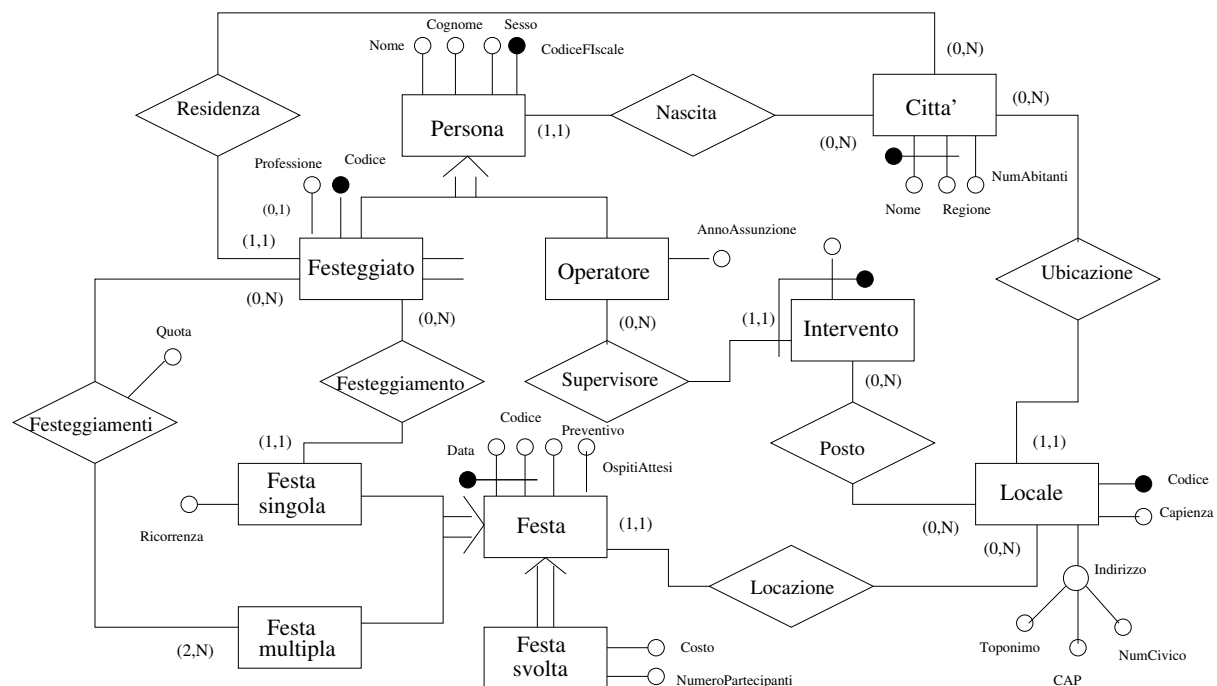 Cognome
Sesso
Nome
CodiceFIscale
(0,N)
Residenza
Persona
(1,1)
Nascita
(0,N)
Citta'
(0,N)
Professione
Codice
(0,1)
NumAbitanti
Nome
Regione
(1,1)
Festeggiato
(0,N)
(0,N)
Operatore
AnnoAssunzione
(0,N)
(1,1)
Intervento
(0,N)
Ubicazione
Quota
Festeggiamenti
Festeggiamento
Supervisore
Posto
(1,1)
Codice
Preventivo
Data
OspitiAttesi
(1,1)
Festa
singola
Ricorrenza
Festa
(1,1)
(0,N)
(0,N)
Locale
Codice
Capienza
Locazione
Indirizzo
Toponimo
CAP
NumCivico
(2,N)
Festa
multipla
Festa
svolta
Costo
NumeroPartecipanti